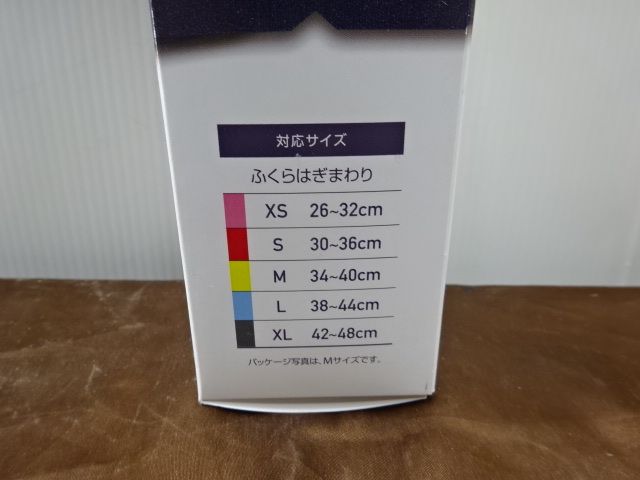 対応サイズ
ふくらはぎまわり
XS 26~32cm
S 30~36cm
M 34~40cm
L 38~44cm
XL 42~48cm
パッケージ写真は、Mサイズです。